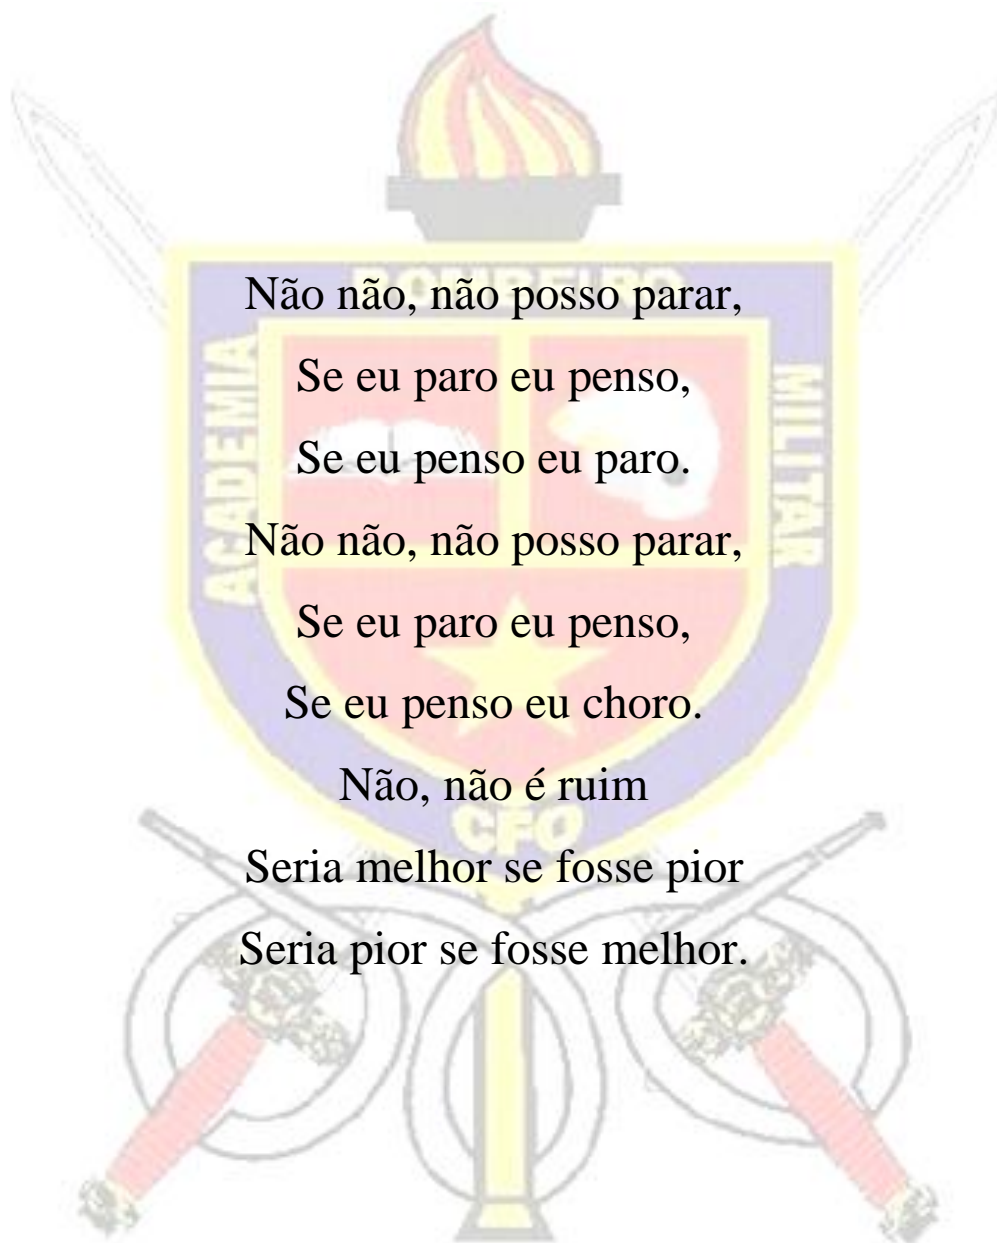 BOMBEIRO
ACADEMIA
MILITAR
Não não, não posso parar,
Se eu paro eu penso,
Se eu penso eu paro.
Não não, não posso parar,
Se eu paro eu penso,
Se eu penso eu choro.
Não, não é ruim
CFO
Seria melhor se fosse pior
Seria pior se fosse melhor.